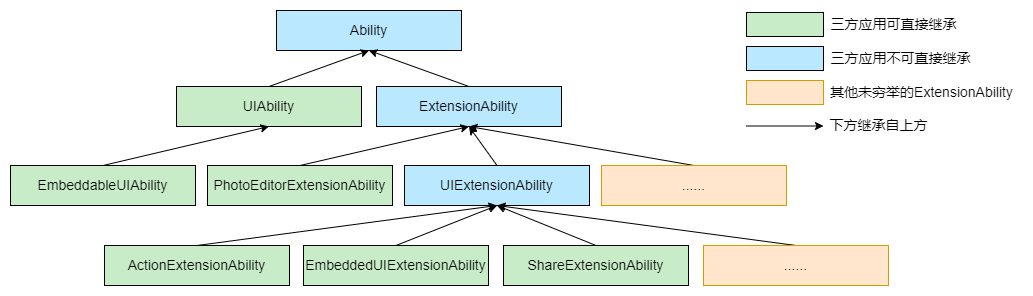 Ability
三方应用可直接继承
三方应用不可直接继承
UIAbility
ExtensionAbility
其他未穷举的ExtensionAbility
下方继承自上方
EmbeddableUIAbility
PhotoEditorExtensionAbility
UIExtensionAbility
......
ActionExtensionAbility
EmbeddedUIExtensionAbility
ShareExtensionAbility
......